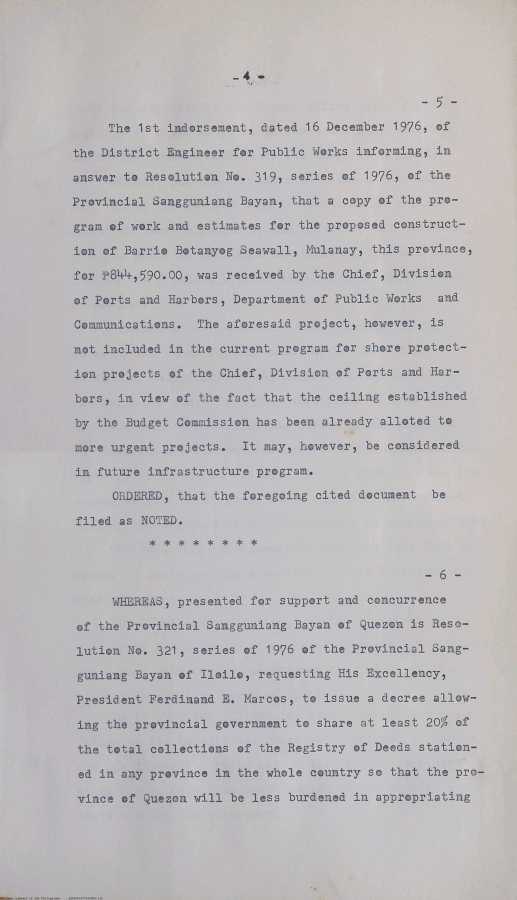 - 4 -
- 5 -
The 1st indorsement, dated 16 December 1976, of
the District Engineer for Public Works informing, in
answer to Resolution No. 319, series of 1976, of the
Provincial Sangguniang Bayan, that a copy of the pro-
gram of work and estimates for the proposed construct-
ion of Barrio Botanyog Seawall, Mulanay, this province,
for ₱844,590.00, was received by the Chief, Division
of Ports and Harbors, Department of Public Works and
Communications. The aforesaid project, however, is
not included in the current program for shore protect-
ion projects of the Chief, Division of Ports and Har-
bors, in view of the fact that the ceiling established
by the Budget Commission has been already alloted to
more urgent projects. It may, however, be considered
in future infrastructure program.
ORDERED, that the foregoing cited document be
filed as NOTED.
* * * * * * * *
- 6 -
WHEREAS, presented for support and concurrence
of the Provincial Sangguniang Bayan of Quezon is Reso-
lution No. 321, series of 1976 of the Provincial Sang-
guniang Bayan of Iloilo, requesting His Excellency,
President Ferdinand E. Marcos, to issue a decree allow-
ing the provincial government to share at least 20% of
the total collections of the Registry of Deeds station-
ed in any province in the whole country so that the pro-
vince of Quezon will be less burdened in appropriating